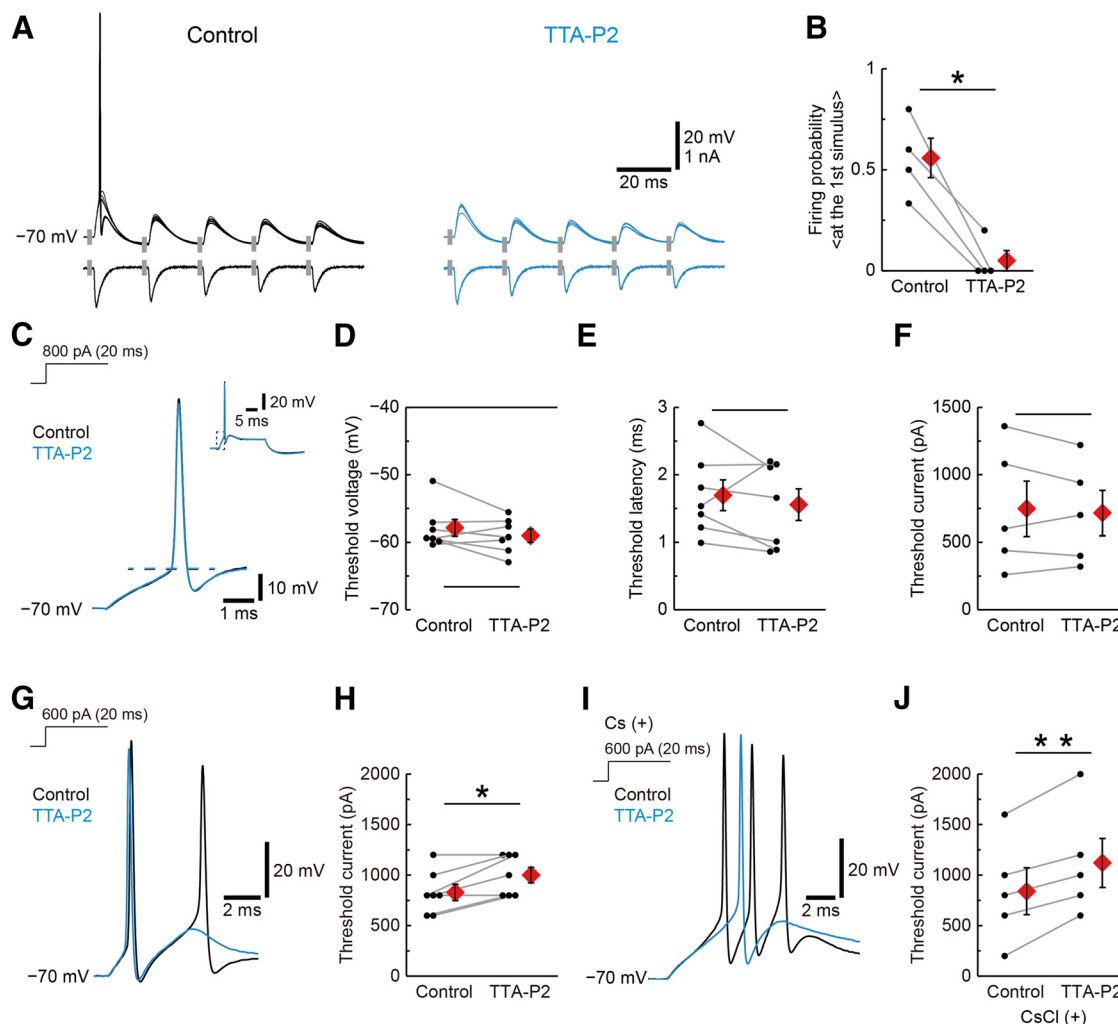 A
Control
TTA-P2
20 mV
1 nA
20 ms
−70 mV
B
Firing probability
<at the 1st simulus>
1
0.5
0
*
Control
TTA-P2
C
800 pA (20 ms)
Control
TTA-P2
20 mV
5 ms
10 mV
1 ms
−70 mV
D
Threshold voltage (mV)
−40
−50
−60
−70
Control
TTA-P2
E
Threshold latency (ms)
3
2
1
0
Control
TTA-P2
F
Threshold current (pA)
1500
1000
500
0
Control
TTA-P2
G
600 pA (20 ms)
Control
TTA-P2
20 mV
2 ms
−70 mV
H
Threshold current (pA)
2000
1500
1000
500
0
*
Control
TTA-P2
I
Cs (+)
600 pA (20 ms)
Control
TTA-P2
20 mV
2 ms
−70 mV
J
Threshold current (pA)
2000
1500
1000
500
0
* *
Control
TTA-P2
CsCl (+)